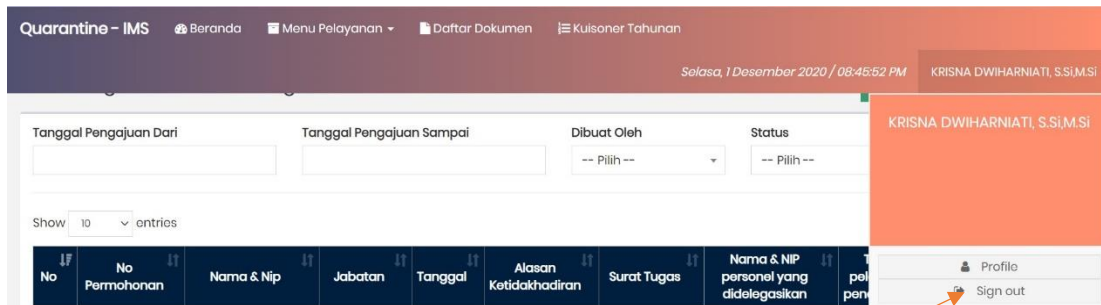 Quarantine - IMS Beranda Menu Pelayanan Daftar Dokumen Kuisoner Tahunan
Selasa, 1 Desember 2020 / 08:45:52 PM KRISNA DWIHARNIATI, S.Si,M.Si
KRISNA DWIHARNIATI, S.Si,M.Si
Tanggal Pengajuan Dari Tanggal Pengajuan Sampai Dibuat Oleh Status
-- Pilih -- -- Pilih --
Show 10 entries
No No Permohonan Nama & Nip Jabatan Tanggal Alasan Ketidakhadiran Surat Tugas Nama & NIP personel yang didelegasikan
Profile
Sign out